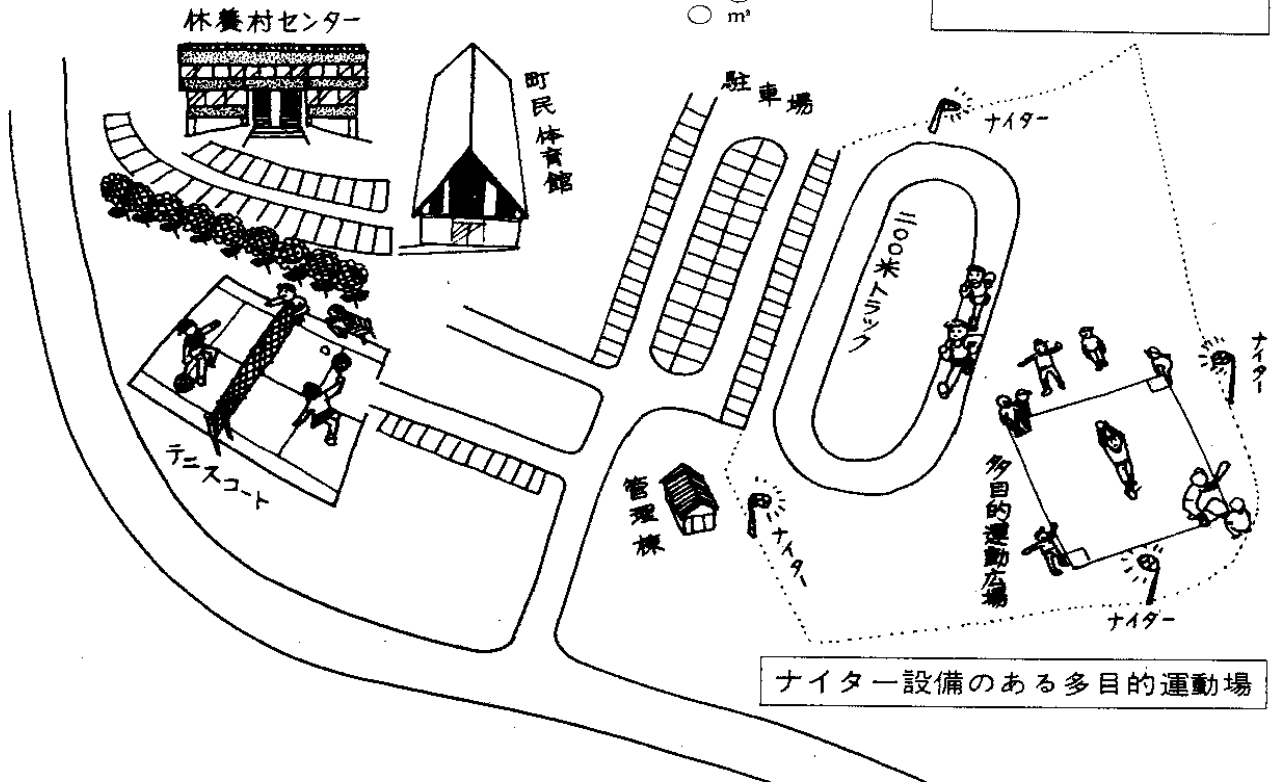 休養村センター
○ m²
町民体育館
駐車場
ナイター
二〇〇米トラック
ナイター
テニスコート
管理棟
ナイター
多目的運動広場
ナイター
ナイター設備のある多目的運動場